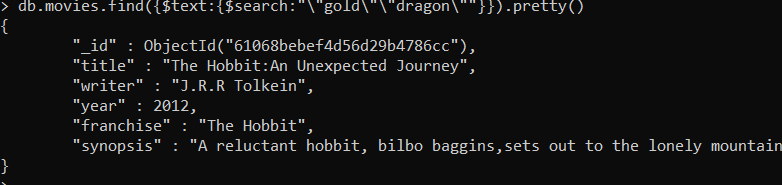 > db.movies.find({$text:{$search:"\"gold\"\"dragon\""}}).pretty()
{
"_id" : ObjectId("61068bebef4d56d29b4786cc"),
"title" : "The Hobbit:An Unexpected Journey",
"writer" : "J.R.R Tolkein",
"year" : 2012,
"franchise" : "The Hobbit",
"synopsis" : "A reluctant hobbit, bilbo baggins,sets out to the lonely mountain
}